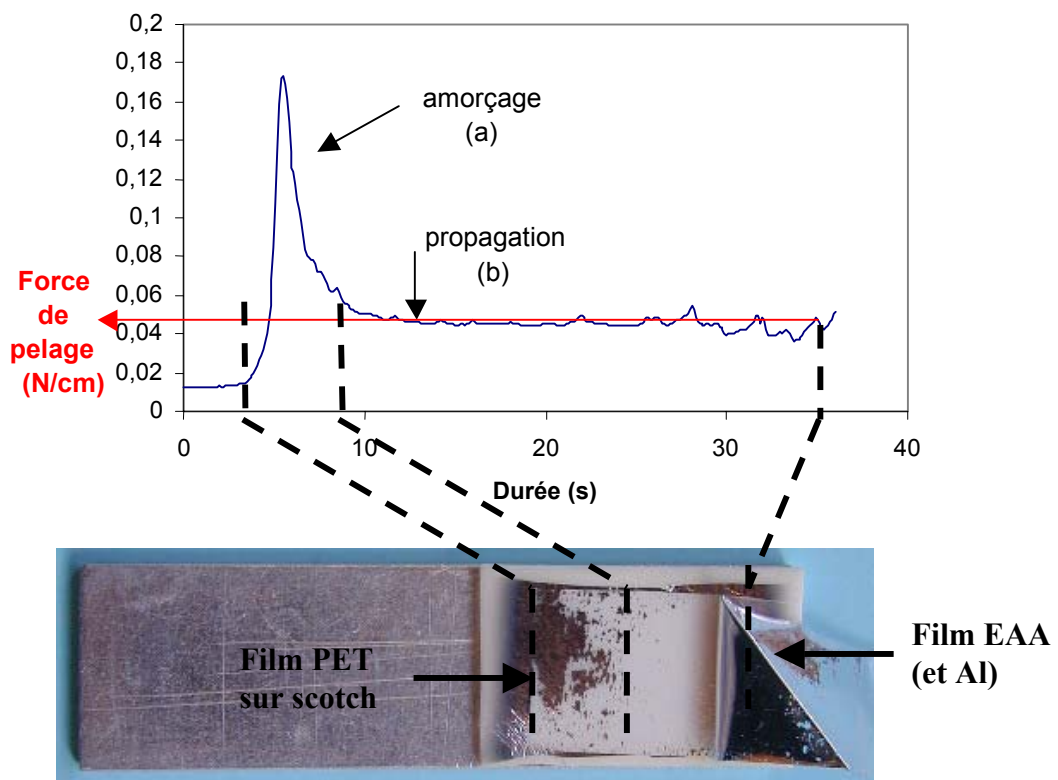 0,2
0,18
0,16
0,14
0,12
0,1
0,08
0,06
0,04
0,02
0
amorçage
(a)
propagation
(b)
Force
de
pelage
(N/cm)
0
10
20
30
40
Durée (s)
Film PET
sur scotch
Film EAA
(et Al)